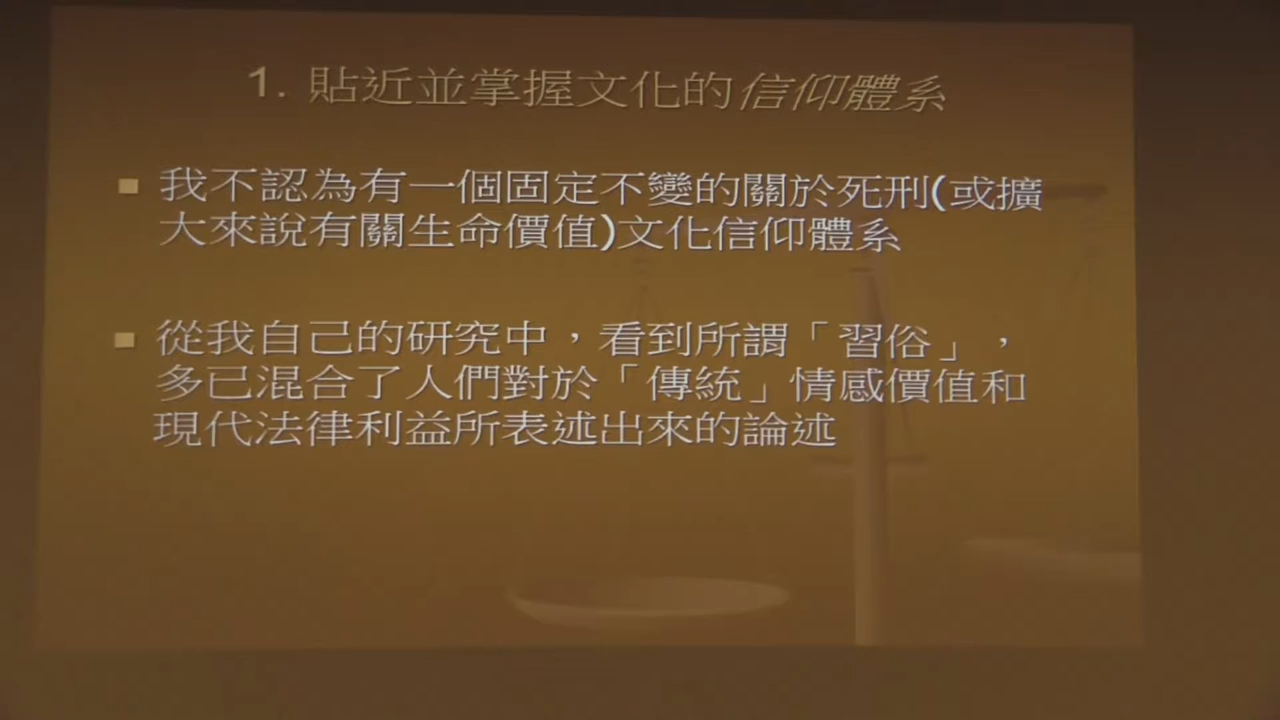 1. 貼近並掌握文化的信仰體系
▪ 我不認為有一個固定不變的關於死刑(或擴
大來說有關生命價值)文化信仰體系
▪ 從我自己的研究中，看到所謂「習俗」，
多已混合了人們對於「傳統」情感價值和
現代法律利益所表述出來的論述